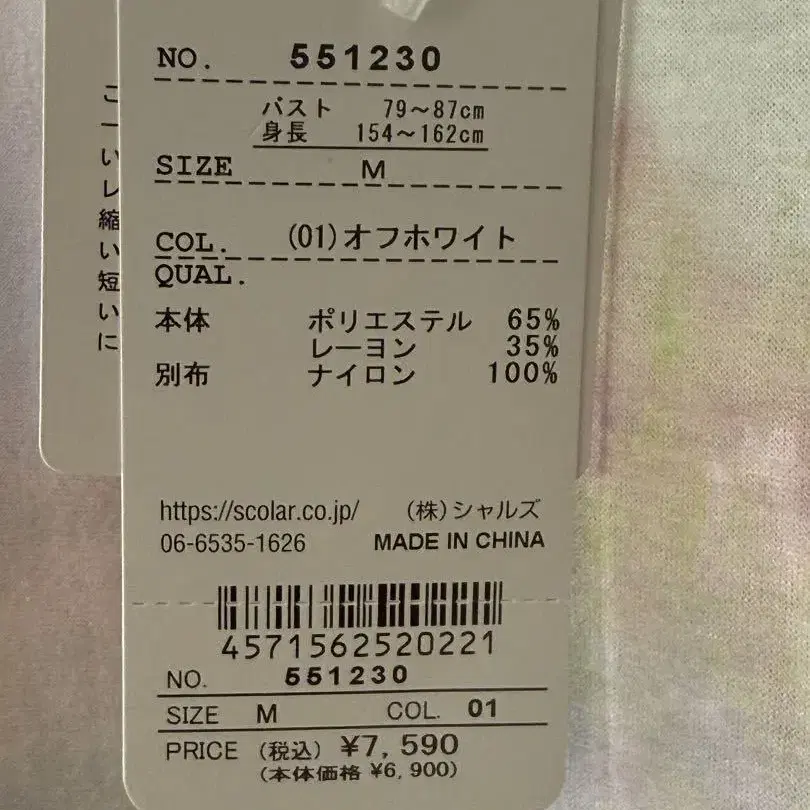 NO. 551230
バスト 79～87cm
身長 154～162cm
SIZE M
COL. (01)オフホワイト
QUAL.
本体 ポリエステル 65%
レーヨン 35%
別布 ナイロン 100%
https://scolar.co.jp/ (株)シャルズ
06-6535-1626 MADE IN CHINA
4571562520221
NO. 551230
SIZE M COL. 01
PRICE (税込) ¥7,590
(本体価格 ¥6,900)
こ
ー
い
レ
縮
い
短
い
に